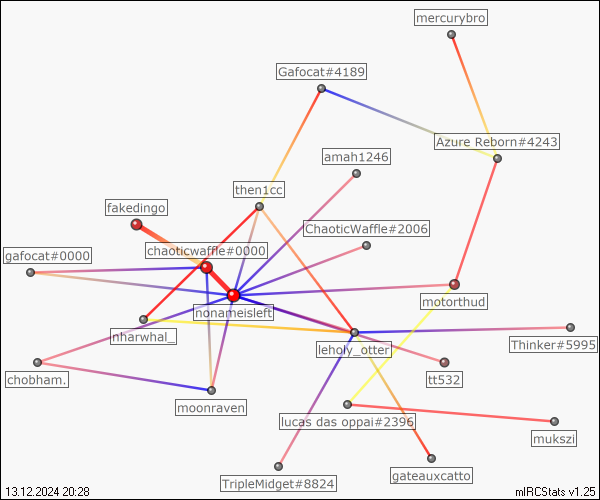 mercurybro
Gafocat#4189
Azure Reborn#4243
amah1246
then1cc
fakedingo
ChaoticWaffle#2006
chaoticwaffle#0000
gafocat#0000
motorthud
nonameisleft
nharwhal_
leholy_otter
Thinker#5995
chobham.
tt532
moonraven
lucas das oppai#2396
mukszi
gateauxcatto
TripleMidget#8824
13.12.2024 20:28
mIRCStats v1.25